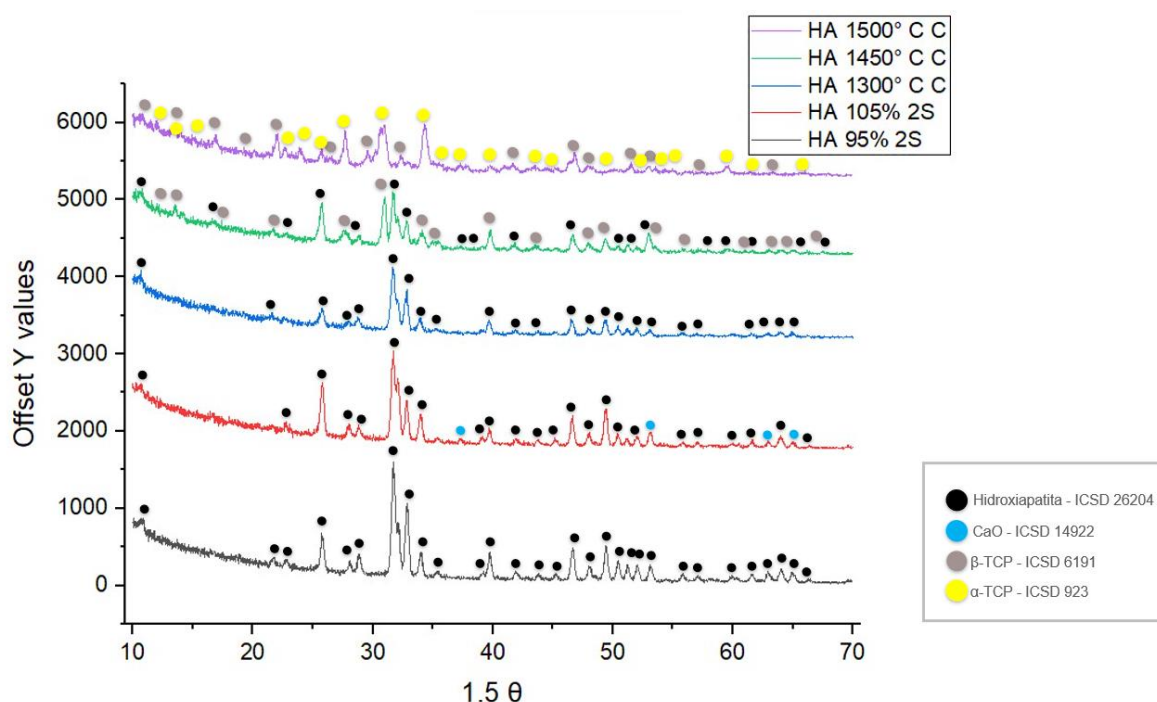 HA 1500° C C
HA 1450° C C
HA 1300° C C
HA 105% 2S
HA 95% 2S
6000
5000
4000
3000
2000
1000
0
Offset Y values
10
20
30
40
50
60
70
1.5 θ
Hidroxiapatita - ICSD 26204
CaO - ICSD 14922
β-TCP - ICSD 6191
α-TCP - ICSD 923